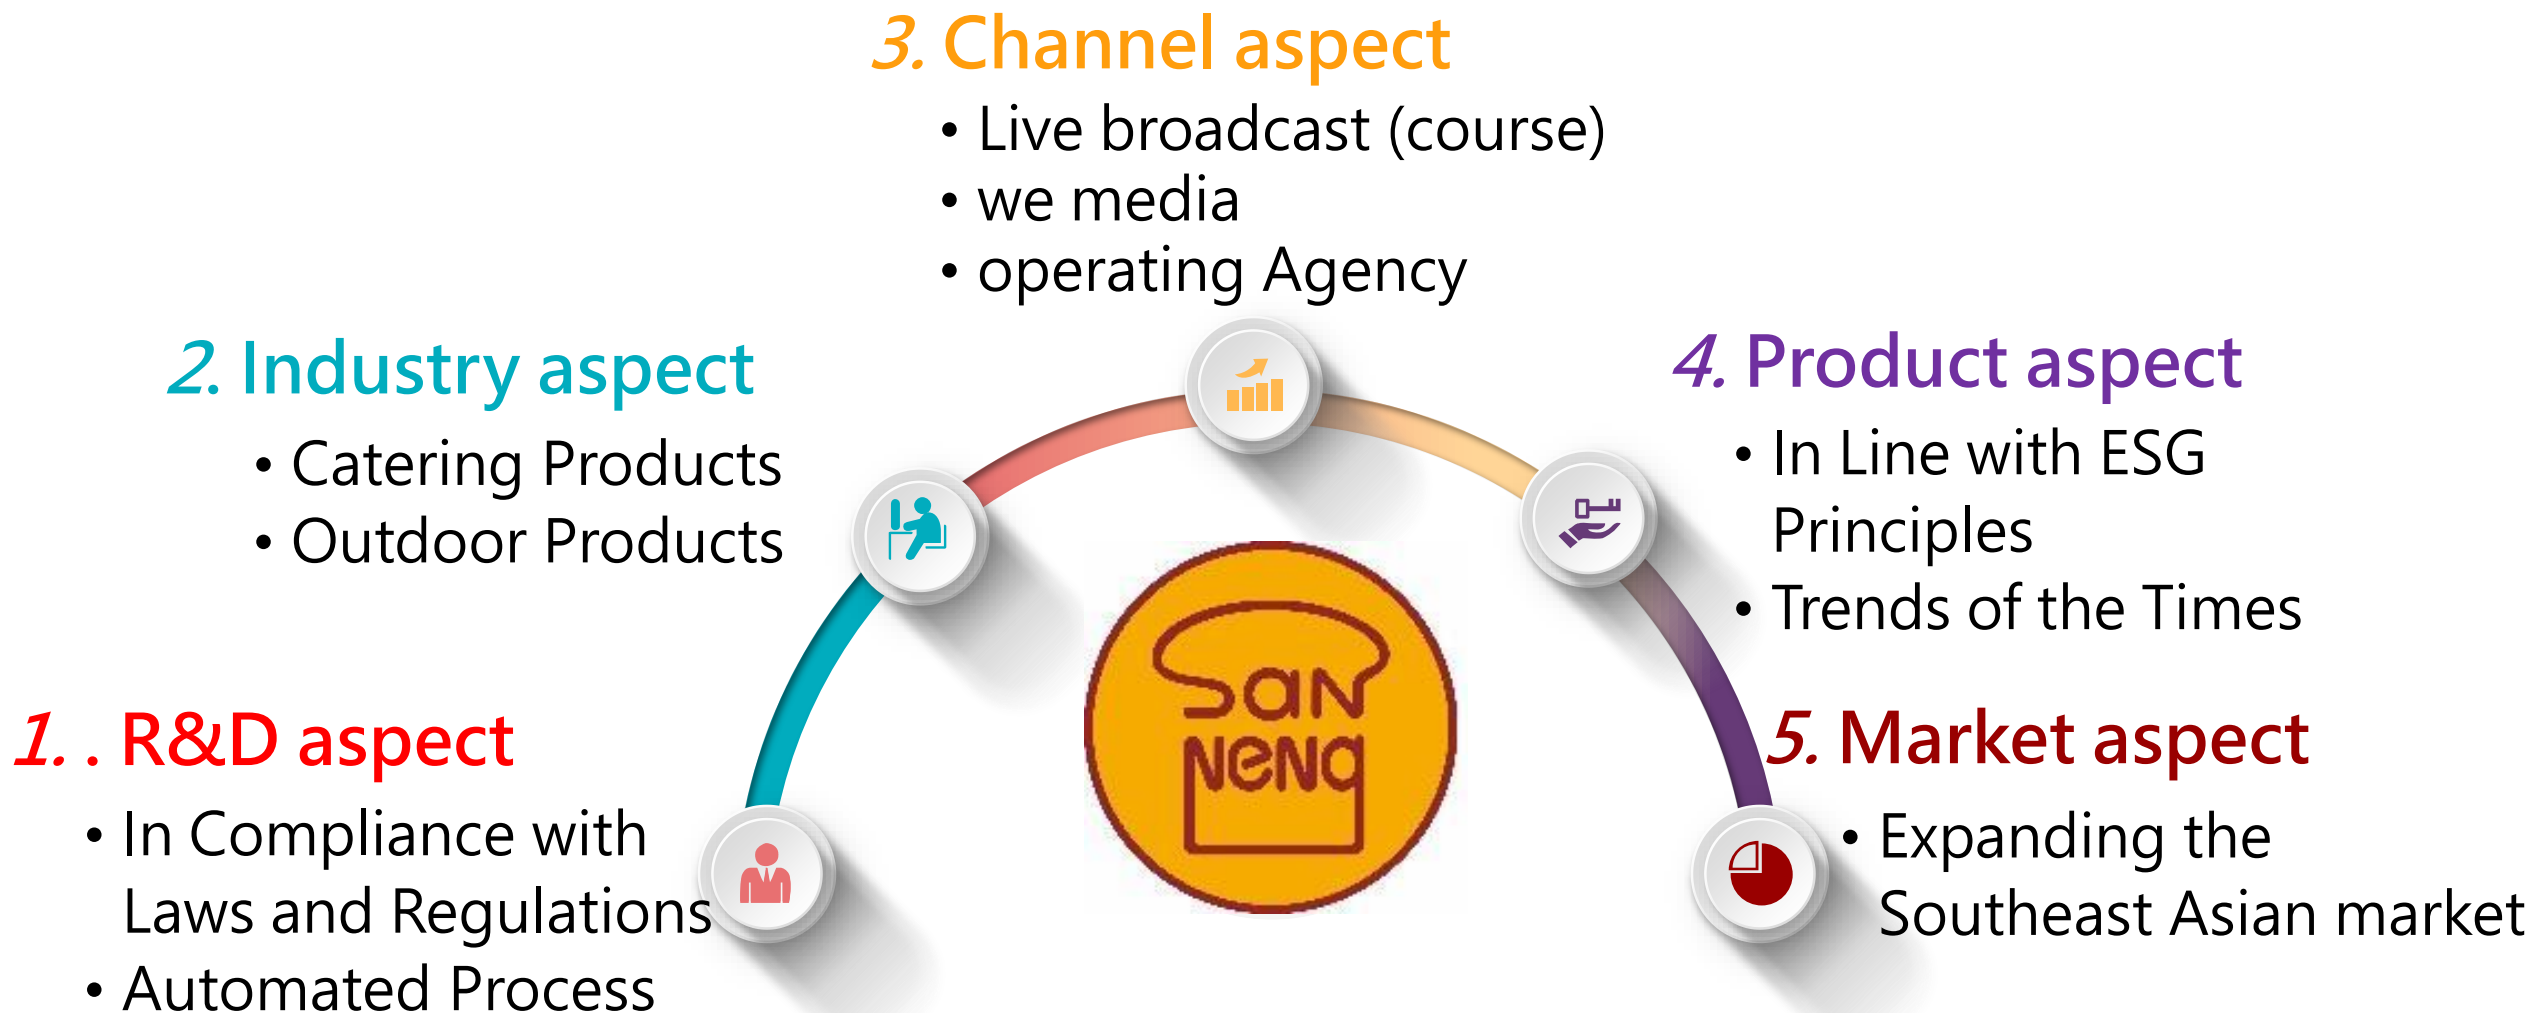 3. Channel aspect
• Live broadcast (course)
• we media
• operating Agency
2. Industry aspect
• Catering Products
• Outdoor Products
4. Product aspect
• In Line with ESG
Principles
• Trends of the Times
1. . R&D aspect
• In Compliance with
Laws and Regulations
• Automated Process
San
Neng
5. Market aspect
• Expanding the
Southeast Asian market